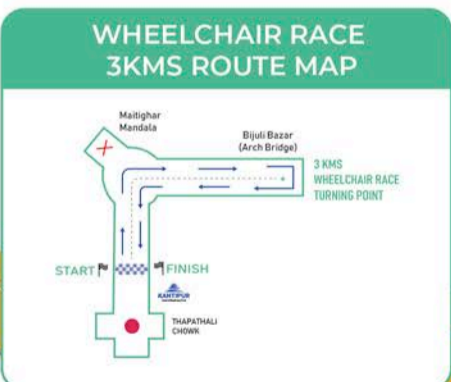 WHEELCHAIR RACE
3KMS ROUTE MAP
Maitighar
Mandala
Bijuli Bazar
(Arch Bridge)
3 KMS
WHEELCHAIR RACE
TURNING POINT
START
FINISH
KANTIPUR
THAPATHALI
CHOWK